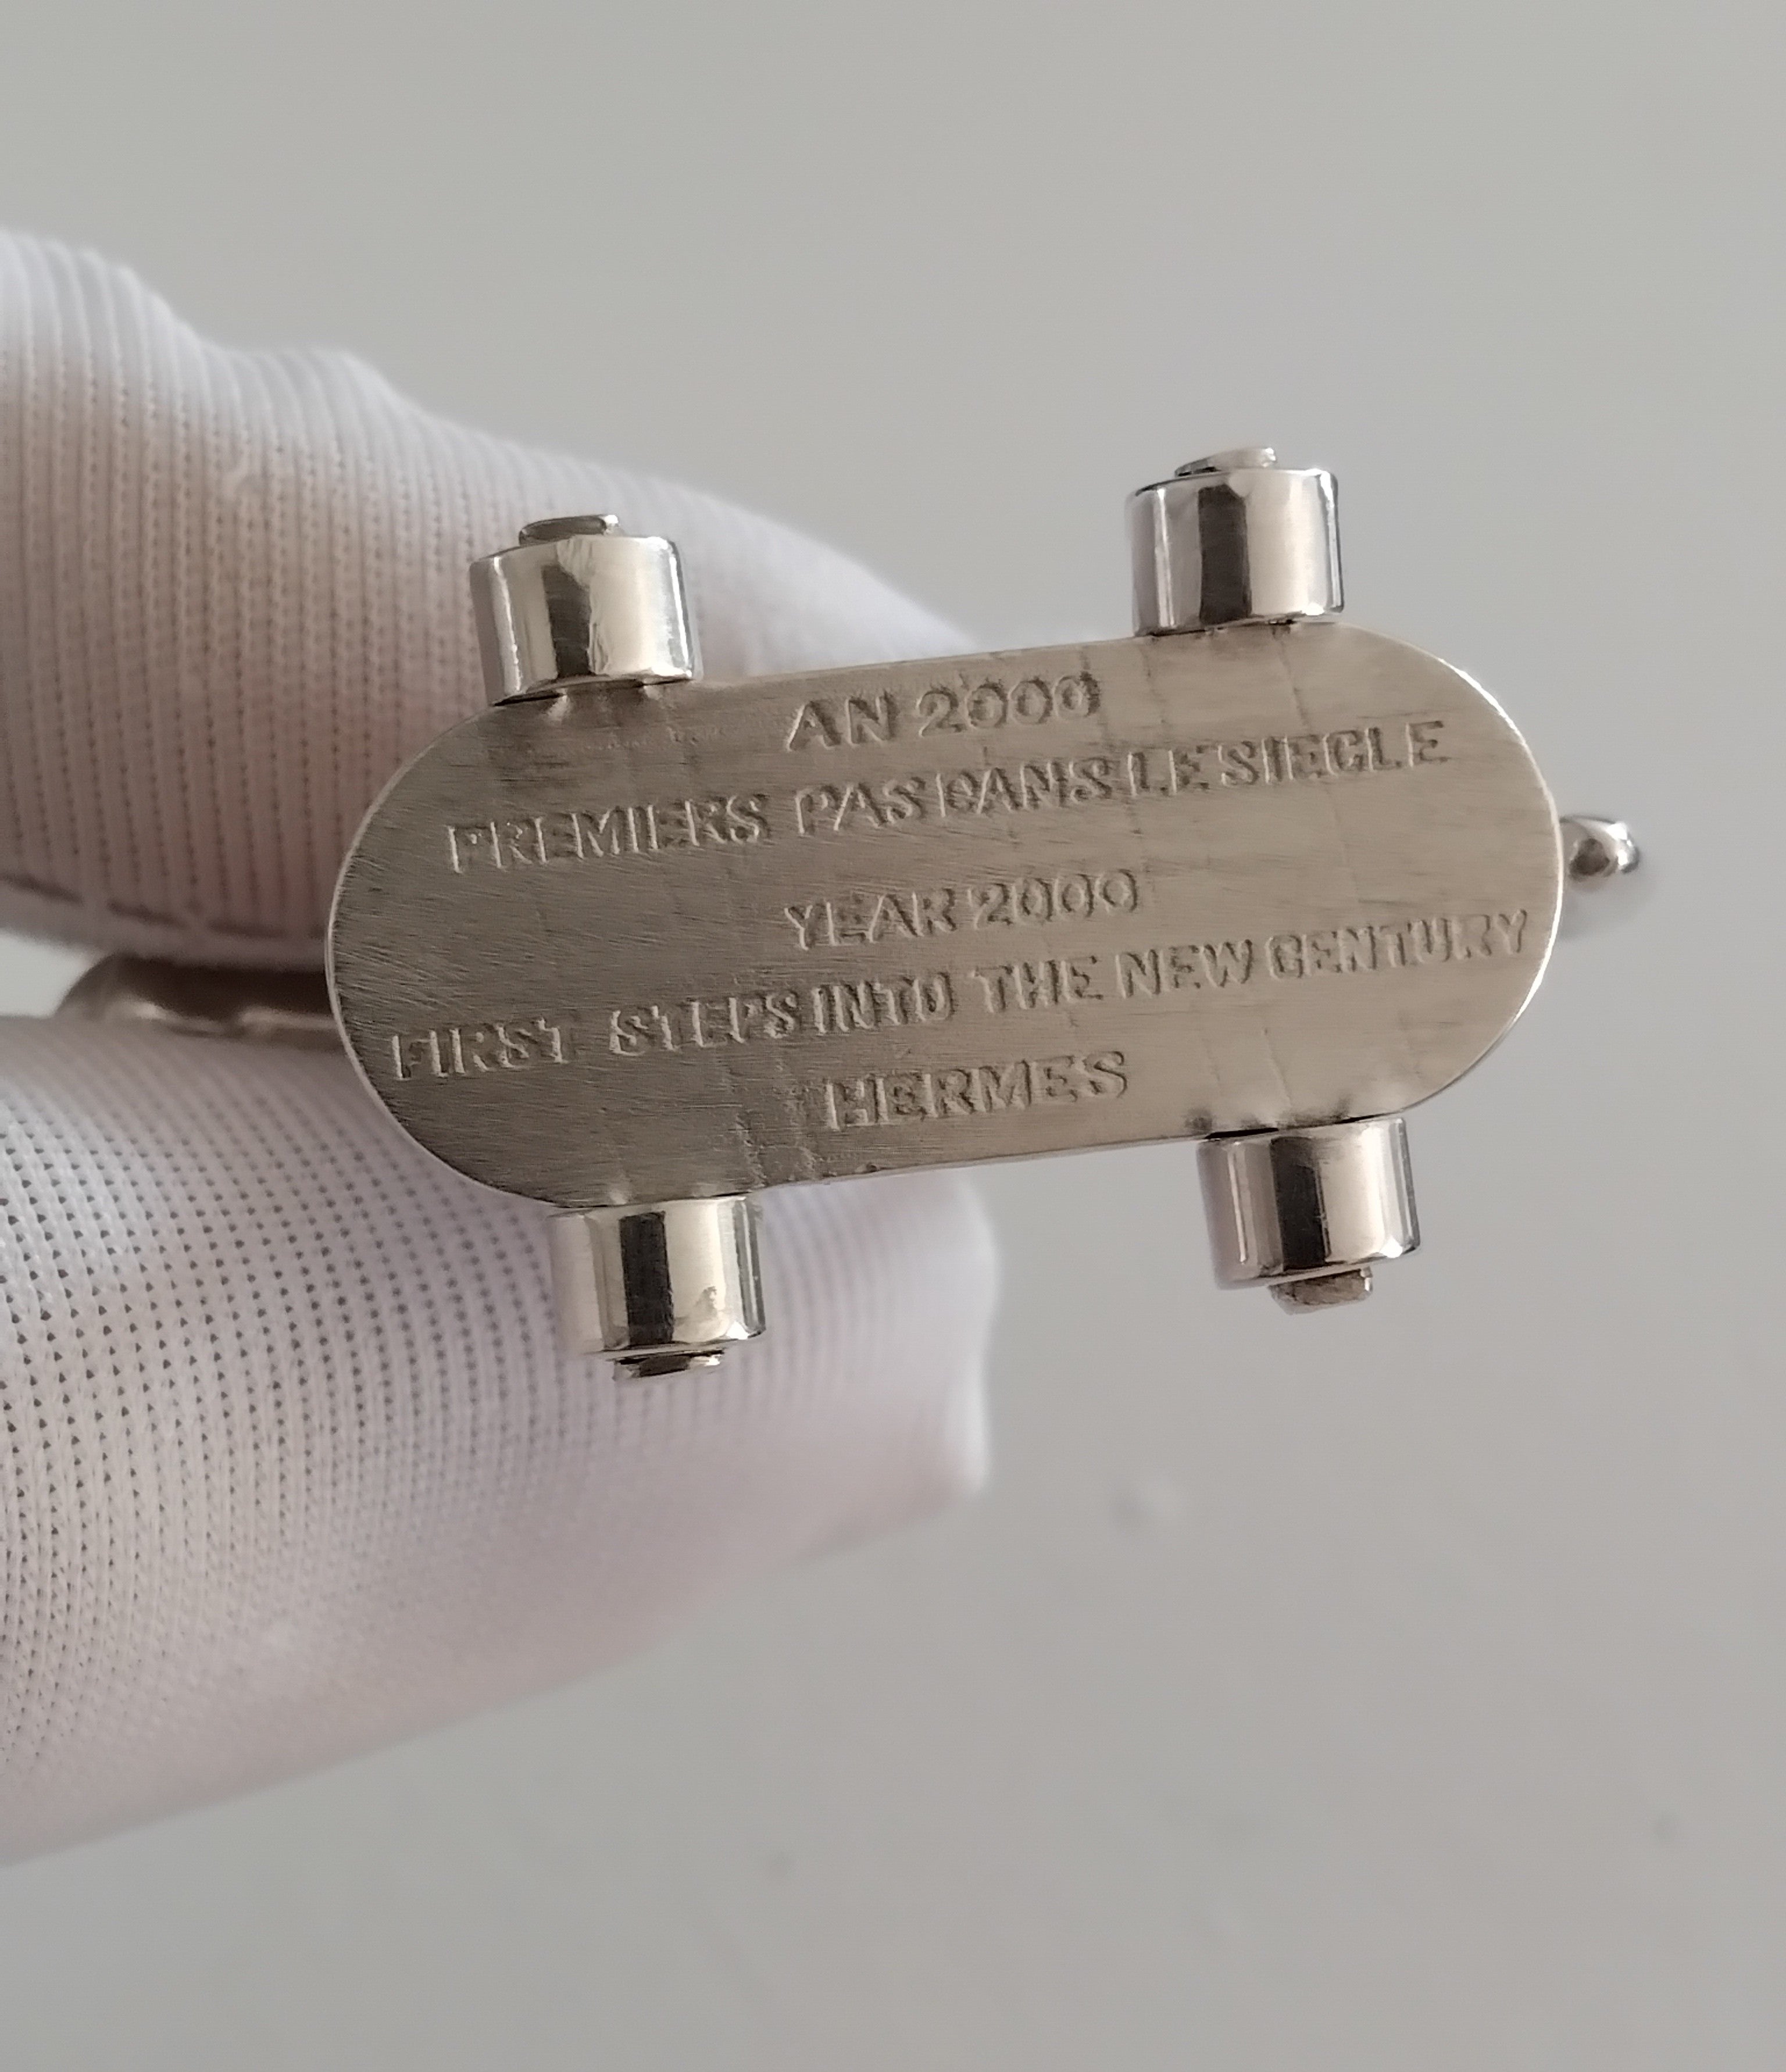 AN 2000
PREMIERS PAS DANS LE SIECLE
YEAR 2000
FIRST STEPS INTO THE NEW CENTURY
HERMES